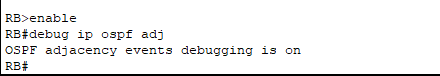 RB>enable
RB#debug ip ospf adj
OSPF adjacency events debugging is on
RB#